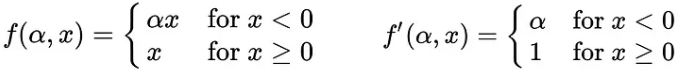 f(α, x) = { αx for x < 0
x for x ≥ 0
f′(α, x) = { α for x < 0
1 for x ≥ 0